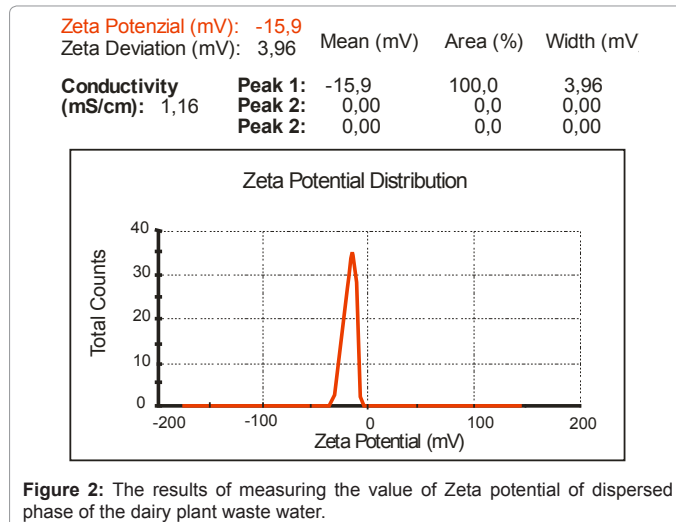 Zeta Potenzial (mV): -15,9
Zeta Deviation (mV): 3,96 Mean (mV) Area (%) Width (mV
Conductivity Peak 1: -15,9 100,0 3,96
(mS/cm): 1,16 Peak 2: 0,00 0,0 0,00
Peak 2: 0,00 0,0 0,00
Zeta Potential Distribution
40
30
20
10
0
Total Counts
-200 -100 0 100 200
Zeta Potential (mV)
Figure 2: The results of measuring the value of Zeta potential of dispersed
phase of the dairy plant waste water.